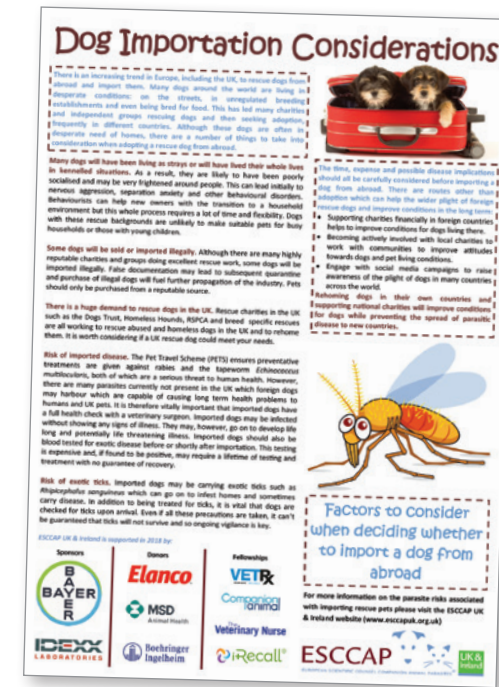 Dog Importation Considerations
There is an increasing trend in Europe, including the UK, to rescue dogs from
abroad and import them. Many dogs around the world are living in
desperate conditions: on the streets, in unregulated breeding
establishments and even being bred for food. This has led many charities
and independent groups rescuing dogs and then seeking adoption,
frequently in different countries. Although these dogs are often in
desperate need of homes, there are a number of things to take into
consideration when adopting a rescue dog from abroad.
Many dogs will have been living as strays or will have lived their whole lives
in kennelled situations. As a result, they are likely to have been poorly
socialised and may be very frightened around people. This can lead initially to
nervous aggression, separation anxiety and other behavioural disorders.
Behaviourists can help new owners with the transition to a household
environment but this whole process requires a lot of time and flexibility. Dogs
with these rescue backgrounds are unlikely to make suitable pets for busy
households or those with young children.
Some dogs will be sold or imported illegally. Although there are many highly
reputable charities and groups doing excellent rescue work, some dogs will be
imported illegally. False documentation may lead to subsequent quarantine
and purchase of illegal dogs will fuel further propagation of the industry. Pets
should only be purchased from a reputable source.
There is a huge demand to rescue dogs in the UK. Rescue charities in the UK
such as the Dogs Trust, Homeless Hounds, RSPCA and breed specific rescues
are all working to rescue abused and homeless dogs in the UK and to rehome
them. It is worth considering if a UK rescue dog could meet your needs.
Risk of imported disease. The Pet Travel Scheme (PETS) ensures preventative
treatments are given against rabies and the tapeworm Echinococcus
multilocularis, both of which are a serious threat to human health. However,
there are many parasites currently not present in the UK which foreign dogs
may harbour which are capable of causing long term health problems to
humans and UK pets. It is therefore vitally important that imported dogs have
a full health check with a veterinary surgeon. Imported dogs may be infected
without showing any signs of illness. They may, however, go on to develop life
long and potentially life threatening illness. Imported dogs should also be
blood tested for exotic disease before or shortly after importation. This testing
is expensive and, if found to be positive, may require a lifetime of testing and
treatment with no guarantee of recovery.
Risk of exotic ticks. Imported dogs may be carrying exotic ticks such as
Rhipicephalus sanguineus which can go on to infest homes and sometimes
carry disease. In addition to being treated for ticks, it is vital that dogs are
checked for ticks upon arrival. Even if all these precautions are taken, it can't
be guaranteed that ticks will not survive and so ongoing vigilance is key.
The time, expense and possible disease implications
should all be carefully considered before importing a
dog from abroad. There are routes other than
adoption which can help the wider plight of foreign
rescue dogs and improve conditions in the long term:
• Supporting charities financially in foreign countries
helps to improve conditions for dogs living there.
• Becoming actively involved with local charities to
work with communities to improve attitudes
towards dogs and pet living conditions.
• Engage with social media campaigns to raise
awareness of the plight of dogs in many countries
across the world.
Rehoming dogs in their own countries and
supporting national charities will improve conditions
for dogs while preventing the spread of parasitic
disease to new countries.
Factors to consider
when deciding whether
to import a dog from
abroad
For more information on the parasite risks associated
with importing rescue pets please visit the ESCCAP UK
& Ireland website (www.esccapuk.org.uk)
ESCCAP UK & Ireland is supported in 2018 by:
Sponsors
BAYER
BAYER
IDEXX
LABORATORIES
Donors
Elanco
MSD
Animal Health
Boehringer
Ingelheim
Fellowships
VETRx
Companion animal
The Veterinary Nurse
iRecall
ESCCAP
EUROPEAN SCIENTIFIC COUNSEL COMPANION ANIMAL PARASITES
UK &
Ireland